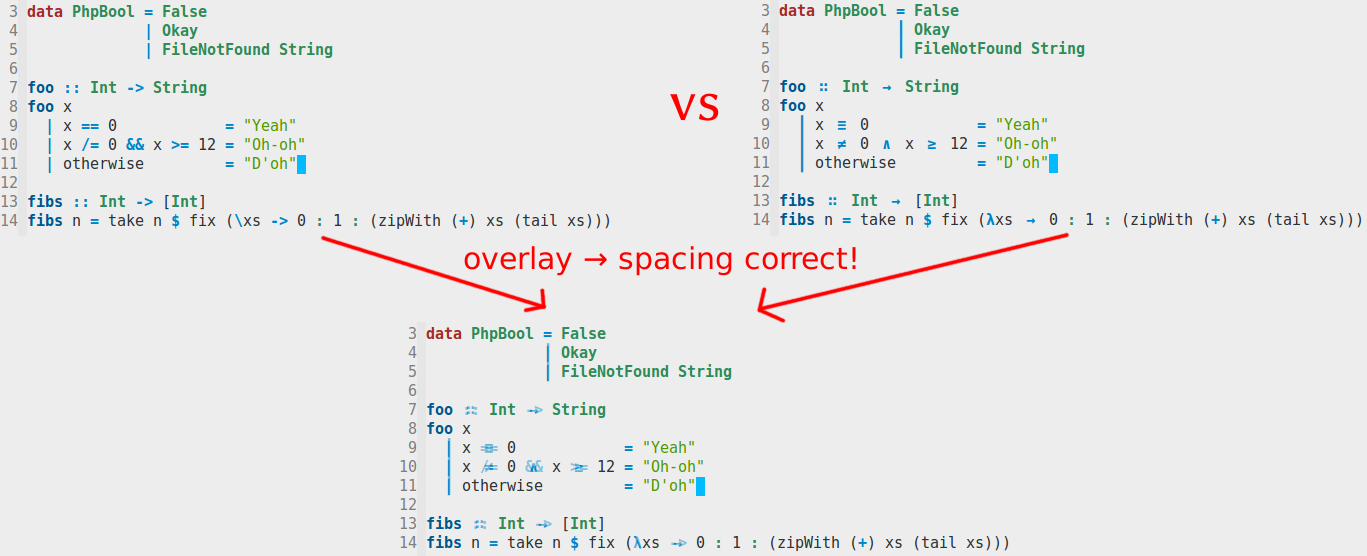 3 data PhpBool = False
4              | Okay
5              | FileNotFound String
6
7 foo :: Int -> String
8 foo x
9   | x == 0            = "Yeah"
10   | x /= 0 && x >= 12 = "Oh-oh"
11   | otherwise         = "D'oh"
12
13 fibs :: Int -> [Int]
14 fibs n = take n $ fix (\xs -> 0 : 1 : (zipWith (+) xs (tail xs)))
vs
3 data PhpBool = False
4              | Okay
5              | FileNotFound String
6
7 foo ∷ Int → String
8 foo x
9   | x ≡ 0            = "Yeah"
10   | x ≠ 0 ∧ x ≥ 12 = "Oh-oh"
11   | otherwise         = "D'oh"
12
13 fibs ∷ Int → [Int]
14 fibs n = take n $ fix (λxs → 0 : 1 : (zipWith (+) xs (tail xs)))
overlay → spacing correct!
3 data PhpBool = False
4              | Okay
5              | FileNotFound String
6
7 foo Int String
8 foo x
9   | x 0            = "Yeah"
10   | x 0 x 12 = "Oh-oh"
11   | otherwise         = "D'oh"
12
13 fibs Int [Int]
14 fibs n = take n $ fix (λxs 0 : 1 : (zipWith (+) xs (tail xs)))